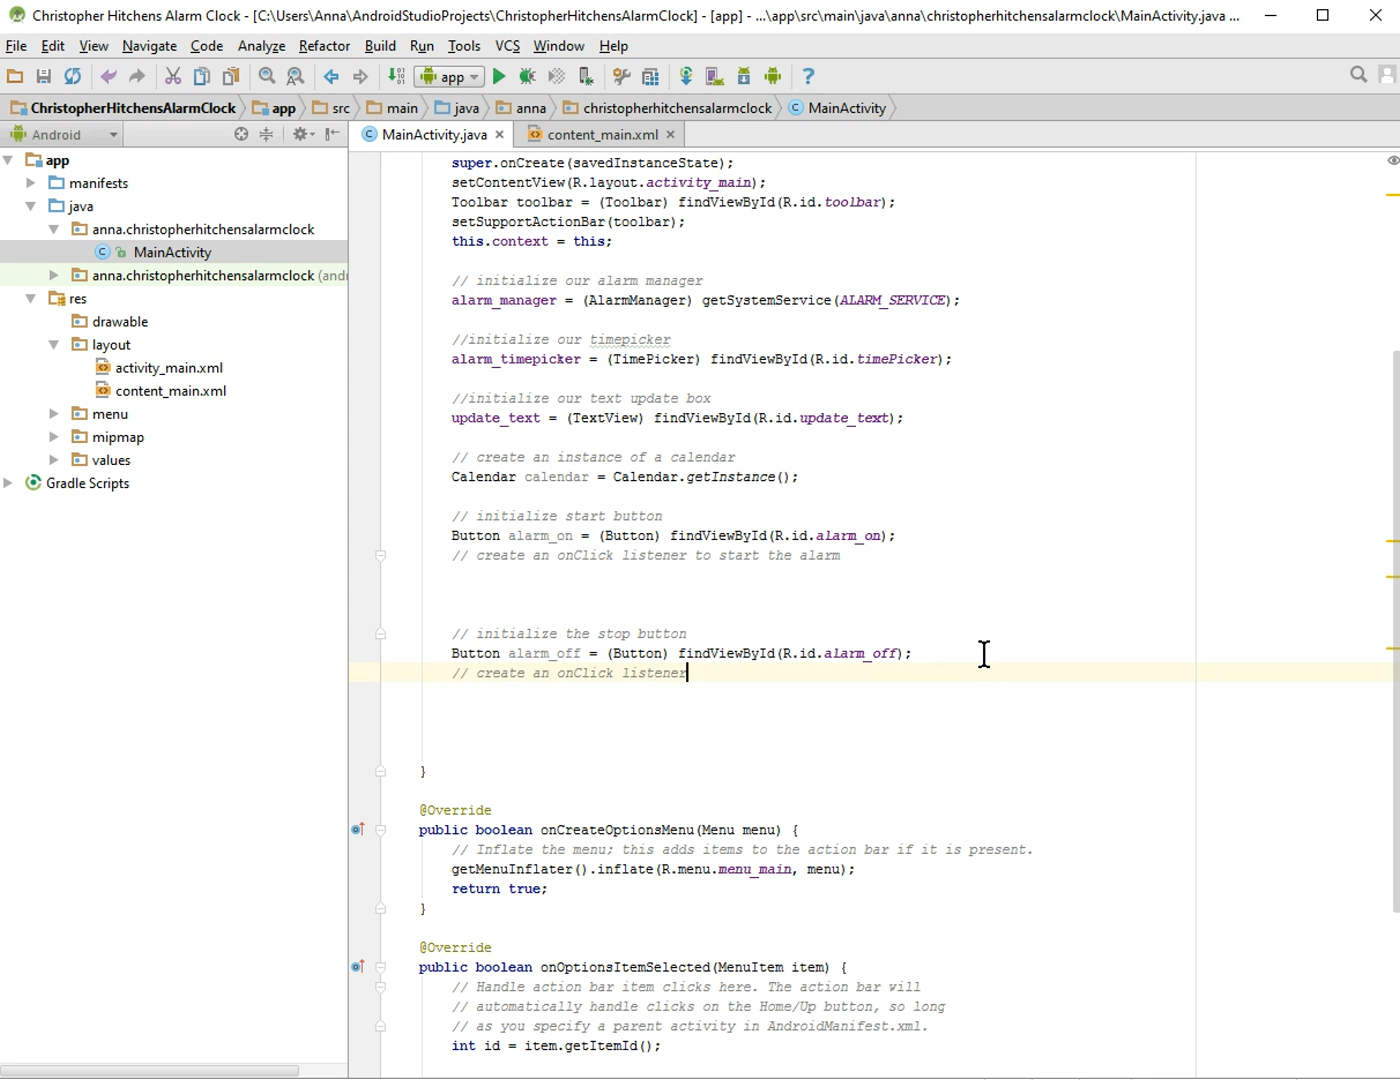 Christopher Hitchens Alarm Clock - [C:\Users\Anna\AndroidStudioProjects\ChristopherHitchensAlarmClock] - [app] - ...\app\src\main\java\anna\christopherhitchensalarmclock\MainActivity.java ...
File Edit View Navigate Code Analyze Refactor Build Run Tools VCS Window Help
app
ChristopherHitchensAlarmClock app src main java anna christopherhitchensalarmclock MainActivity
Android
MainActivity.java content_main.xml
app
manifests
java
anna.christopherhitchensalarmclock
MainActivity
anna.christopherhitchensalarmclock (andr
res
drawable
layout
activity_main.xml
content_main.xml
menu
mipmap
values
Gradle Scripts
super.onCreate(savedInstanceState);
setContentView(R.layout.activity_main);
Toolbar toolbar = (Toolbar) findViewById(R.id.toolbar);
setSupportActionBar(toolbar);
this.context = this;
// initialize our alarm manager
alarm_manager = (AlarmManager) getSystemService(ALARM_SERVICE);
//initialize our timepicker
alarm_timepicker = (TimePicker) findViewById(R.id.timePicker);
//initialize our text update box
update_text = (TextView) findViewById(R.id.update_text);
// create an instance of a calendar
Calendar calendar = Calendar.getInstance();
// initialize start button
Button alarm_on = (Button) findViewById(R.id.alarm_on);
// create an onClick listener to start the alarm
// initialize the stop button
Button alarm_off = (Button) findViewById(R.id.alarm_off);
// create an onClick listener
}
@Override
public boolean onCreateOptionsMenu(Menu menu) {
// Inflate the menu; this adds items to the action bar if it is present.
getMenuInflater().inflate(R.menu.menu_main, menu);
return true;
}
@Override
public boolean onOptionsItemSelected(MenuItem item) {
// Handle action bar item clicks here. The action bar will
// automatically handle clicks on the Home/Up button, so long
// as you specify a parent activity in AndroidManifest.xml.
int id = item.getItemId();